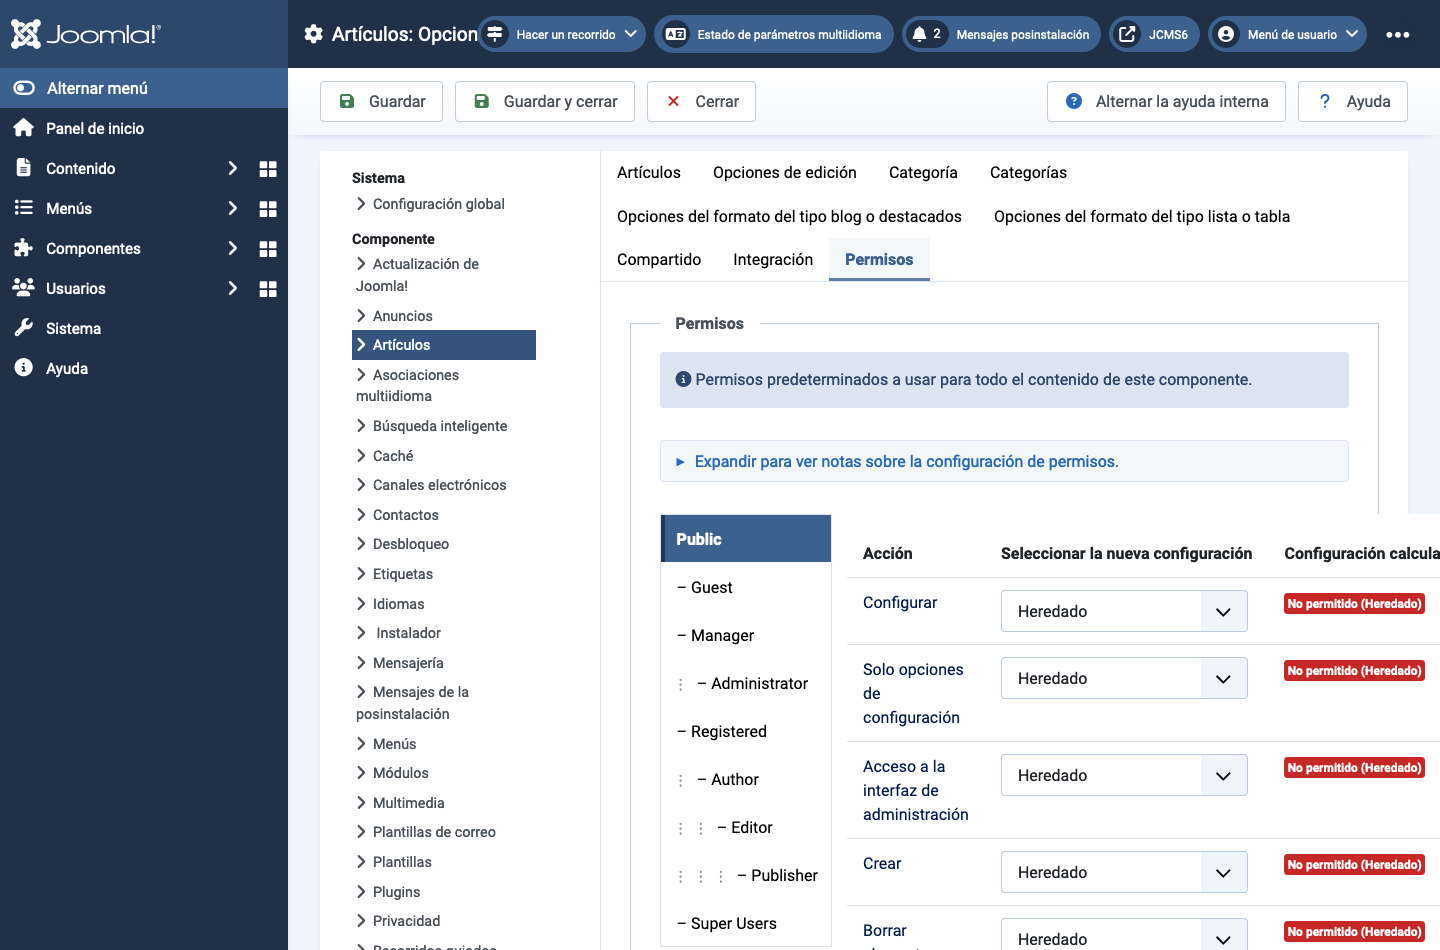 Joomla!®
Artículos: Opcion
Hacer un recorrido
Estado de parámetros multiidioma
2 Mensajes posinstalación
JCMS6
Menú de usuario
Alternar menú
Panel de inicio
Contenido
Menús
Componentes
Usuarios
Sistema
Ayuda
Guardar
Guardar y cerrar
Cerrar
Alternar la ayuda interna
? Ayuda
Sistema
Configuración global
Componente
Actualización de
Joomla!
Anuncios
Artículos
Asociaciones
multiidioma
Búsqueda inteligente
Caché
Canales electrónicos
Contactos
Desbloqueo
Etiquetas
Idiomas
Instalador
Mensajería
Mensajes de la
posinstalación
Menús
Módulos
Multimedia
Plantillas de correo
Plantillas
Plugins
Privacidad
Artículos
Opciones de edición
Categoría
Categorías
Opciones del formato del tipo blog o destacados
Opciones del formato del tipo lista o tabla
Compartido
Integración
Permisos
Permisos
Permisos predeterminados a usar para todo el contenido de este componente.
Expandir para ver notas sobre la configuración de permisos.
Public
– Guest
– Manager
– Administrator
– Registered
– Author
– Editor
– Publisher
– Super Users
Acción
Seleccionar la nueva configuración
Configuración calcula
Configurar
Heredado
No permitido (Heredado)
Solo opciones
de
configuración
Heredado
No permitido (Heredado)
Acceso a la
interfaz de
administración
Heredado
No permitido (Heredado)
Crear
Heredado
No permitido (Heredado)
Borrar
Heredado
No permitido (Heredado)